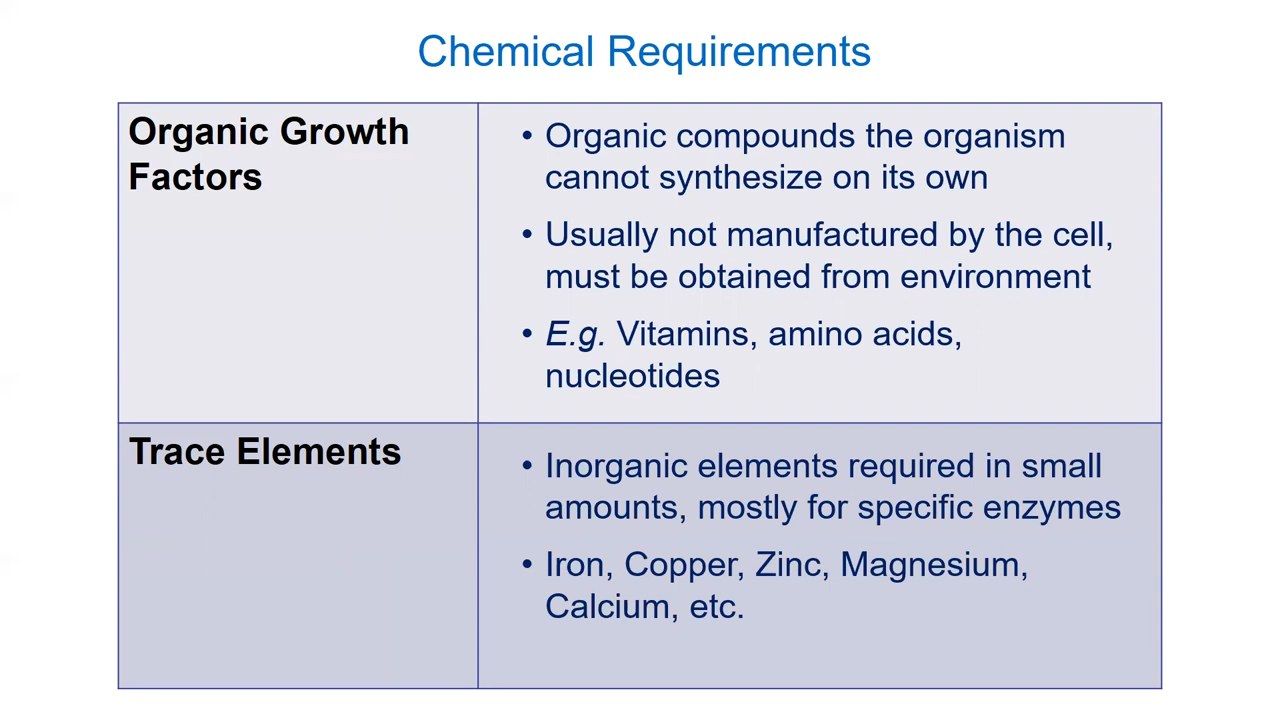 Chemical Requirements
Organic Growth
Factors
• Organic compounds the organism
cannot synthesize on its own
• Usually not manufactured by the cell,
must be obtained from environment
• E.g. Vitamins, amino acids,
nucleotides
Trace Elements
• Inorganic elements required in small
amounts, mostly for specific enzymes
• Iron, Copper, Zinc, Magnesium,
Calcium, etc.